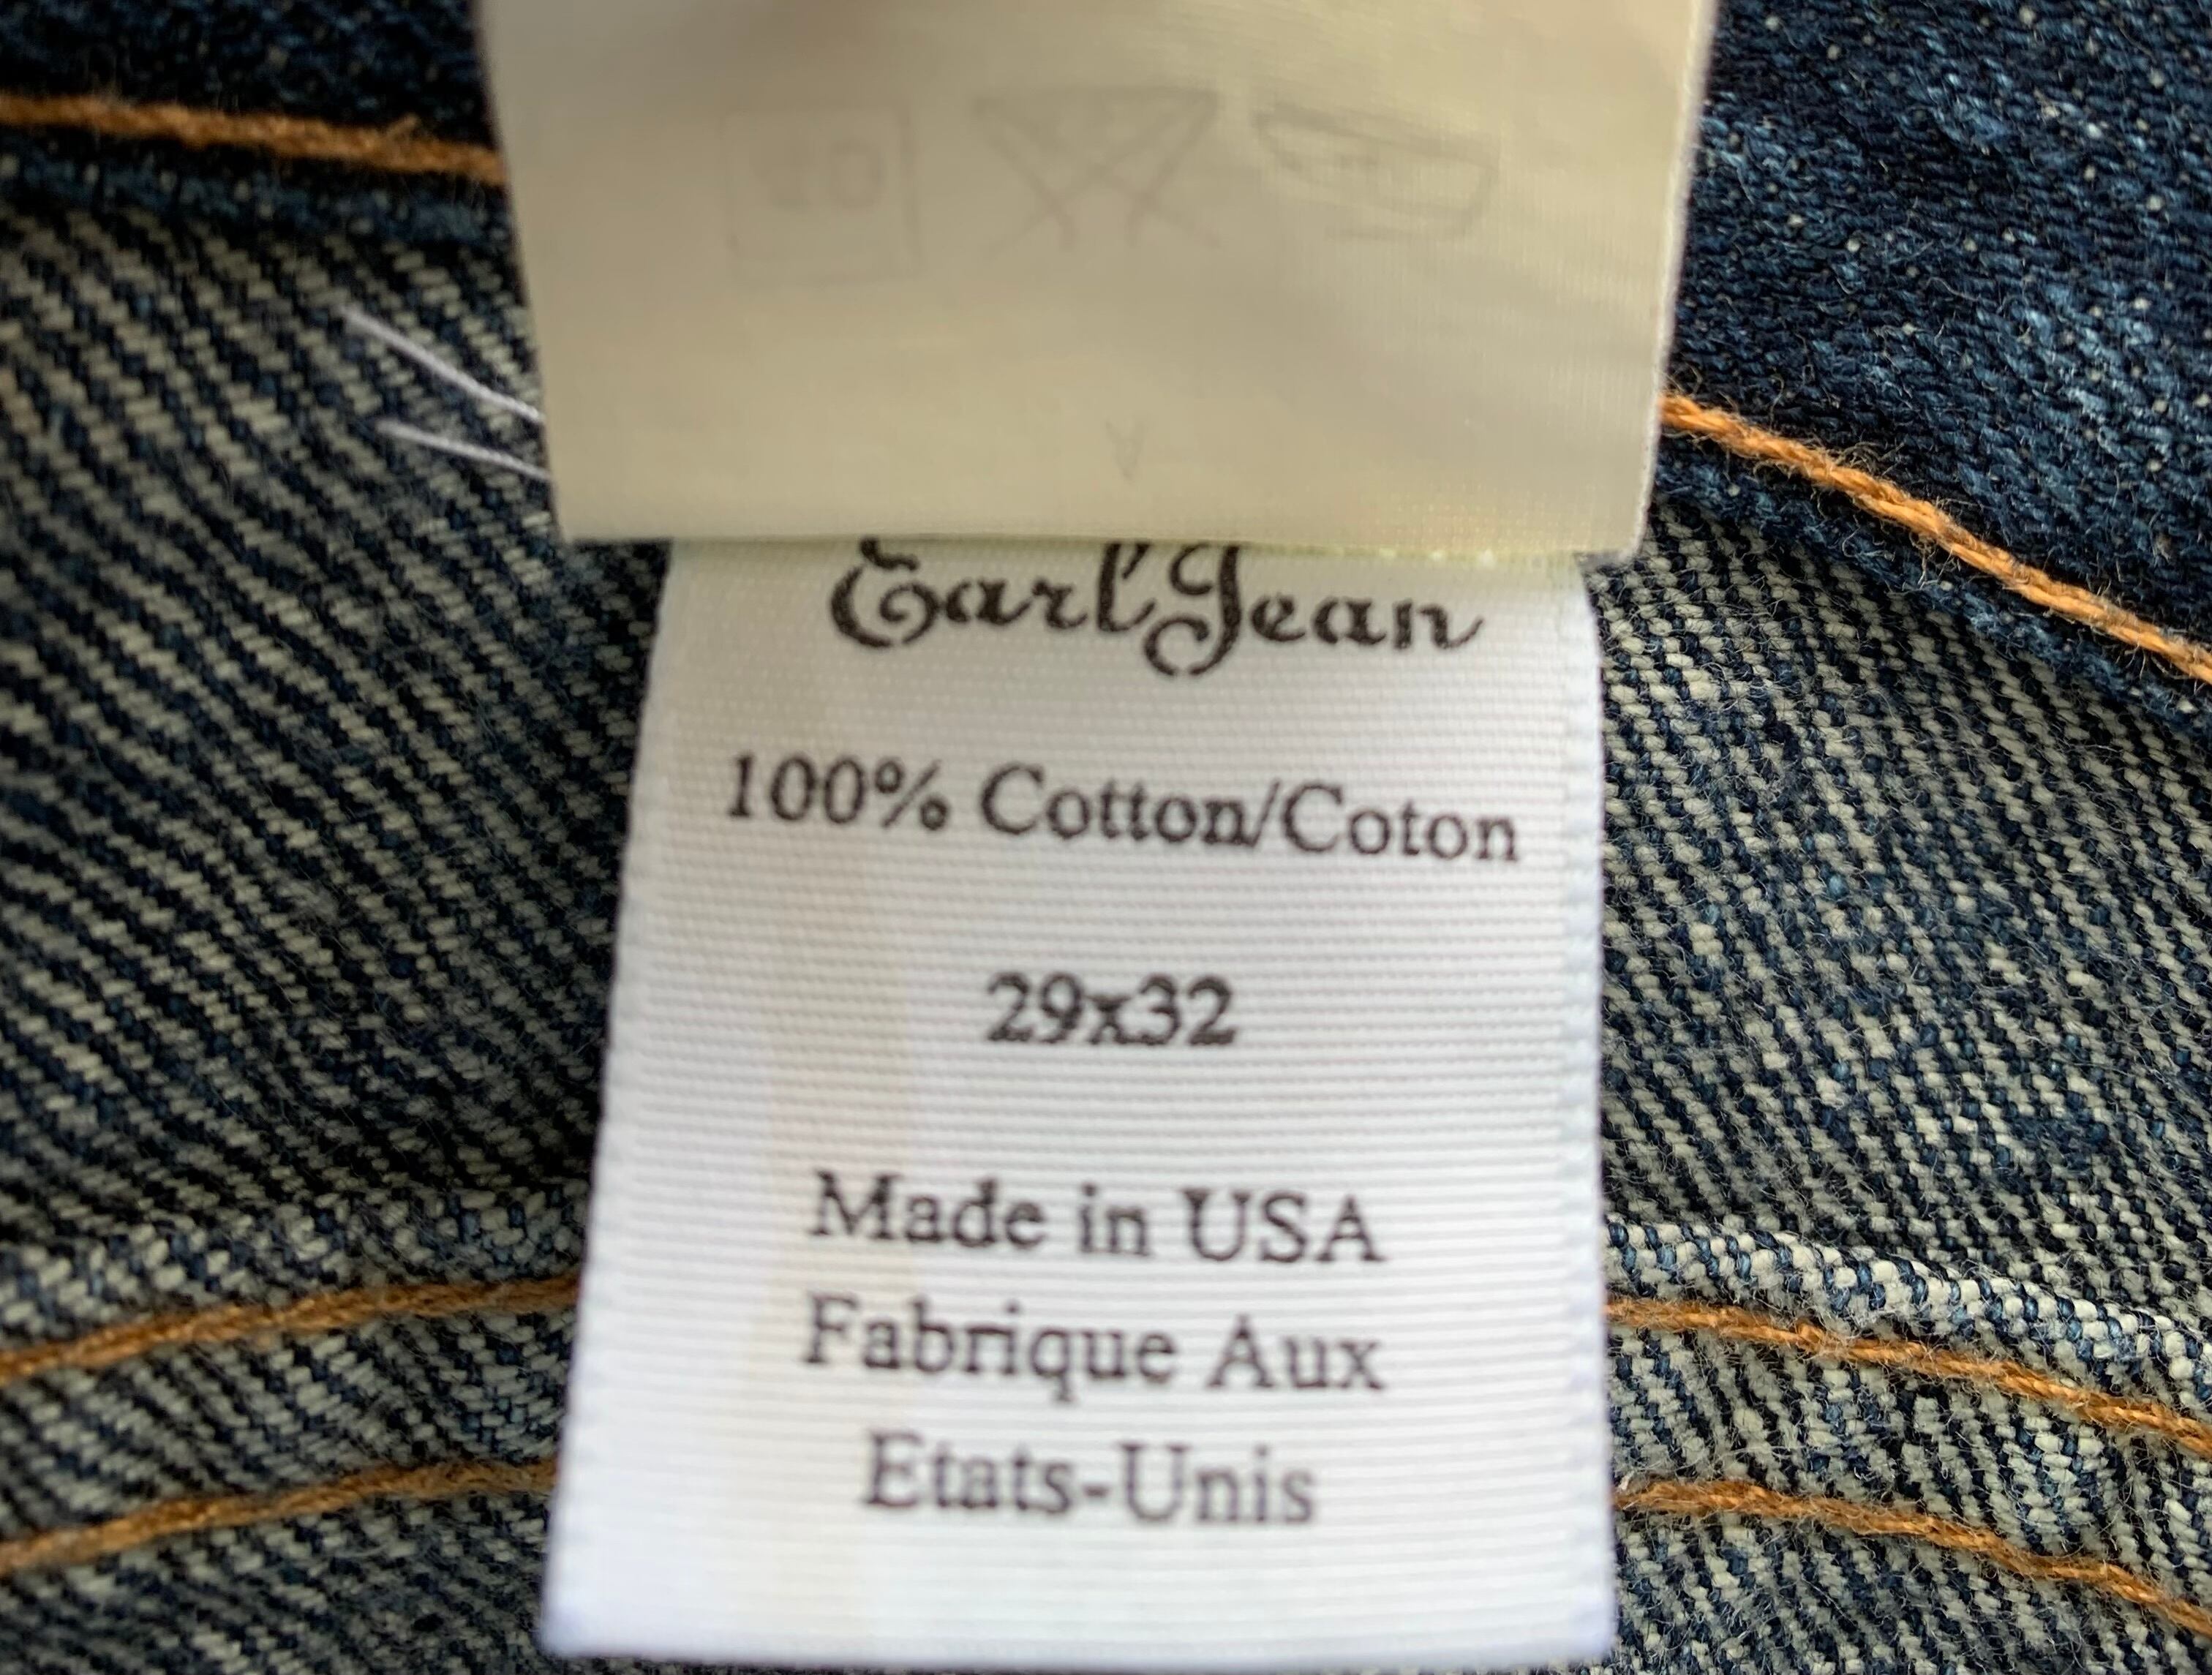 Earl Jean
100% Cotton/Coton
29x32
Made in USA
Fabrique Aux
Etats-Unis